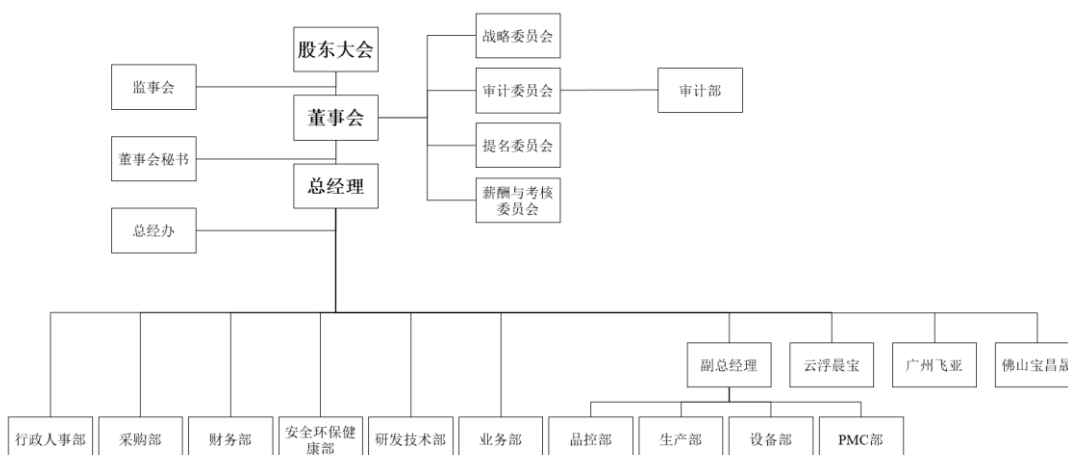 股东大会
战略委员会
监事会
审计委员会
审计部
董事会
提名委员会
董事会秘书
总经理
薪酬与考核
委员会
总经办
副总经理
云浮晨宝
广州飞亚
佛山宝昌晟
行政人事部
采购部
财务部
安全环保健
康部
研发技术部
业务部
品控部
生产部
设备部
PMC部